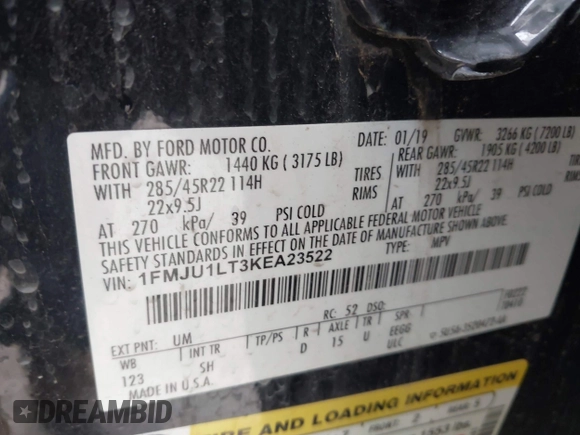 MFD. BY FORD MOTOR CO.
DATE: 01/19 GVWR: 3266 KG (7200 LB)
FRONT GAWR: 1440 KG (3175 LB)
REAR GAWR: 1905 KG (4200 LB)
WITH 285/45R22 114H TIRES
WITH 285/45R22 114H
22x9.5J RIMS
22x9.5J
AT 270 kPa/ 39 PSI COLD
AT 270 kPa/ 39 PSI COLD
THIS VEHICLE CONFORMS TO ALL APPLICABLE FEDERAL MOTOR VEHICLE
SAFETY STANDARDS IN EFFECT ON THE DATE OF MANUFACTURE SHOWN ABOVE.
VIN: 1FMJU1LT3KEA23522
TYPE: MPV
EXT PNT: UM RC: 52 DSO:
WB INT TR TP/PS R AXLE TR SPR
123 SH D 15 U EEGG
ULC
MADE IN U.S.A.
TIRE AND LOADING INFORMATION
FRONT 2
DREAMBID